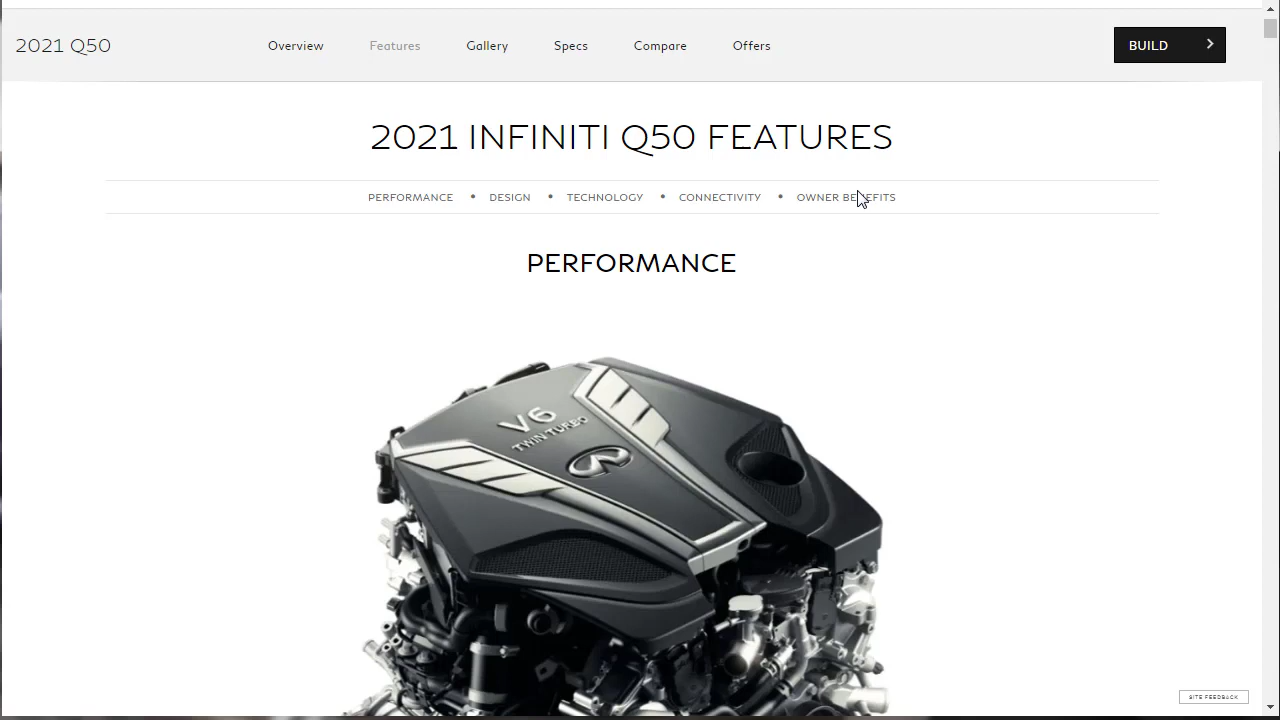 2021 Q50
Overview
Features
Gallery
Specs
Compare
Offers
BUILD
2021 INFINITI Q50 FEATURES
PERFORMANCE • DESIGN • TECHNOLOGY • CONNECTIVITY • OWNER BENEFITS
PERFORMANCE
V6
TWIN TURBO
SITE FEEDBACK